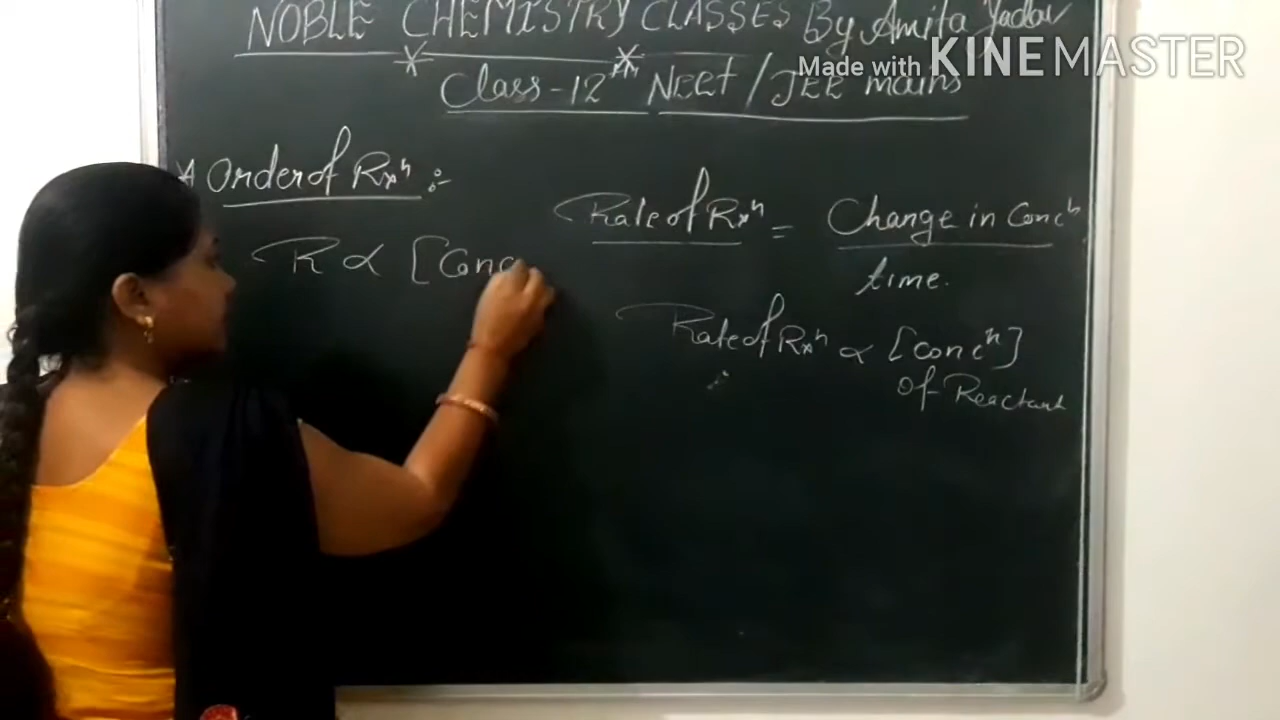 NOBLE CHEMISTRY CLASSES By Amita Yadav
Made with KINEMASTER
Class-12th NEET / JEE mains
Order of Rxn :-
Rate of Rxn = Change in Concn
time.
R ∝ [Conc
Rate of Rxn ∝ [Concn]
of Reactant